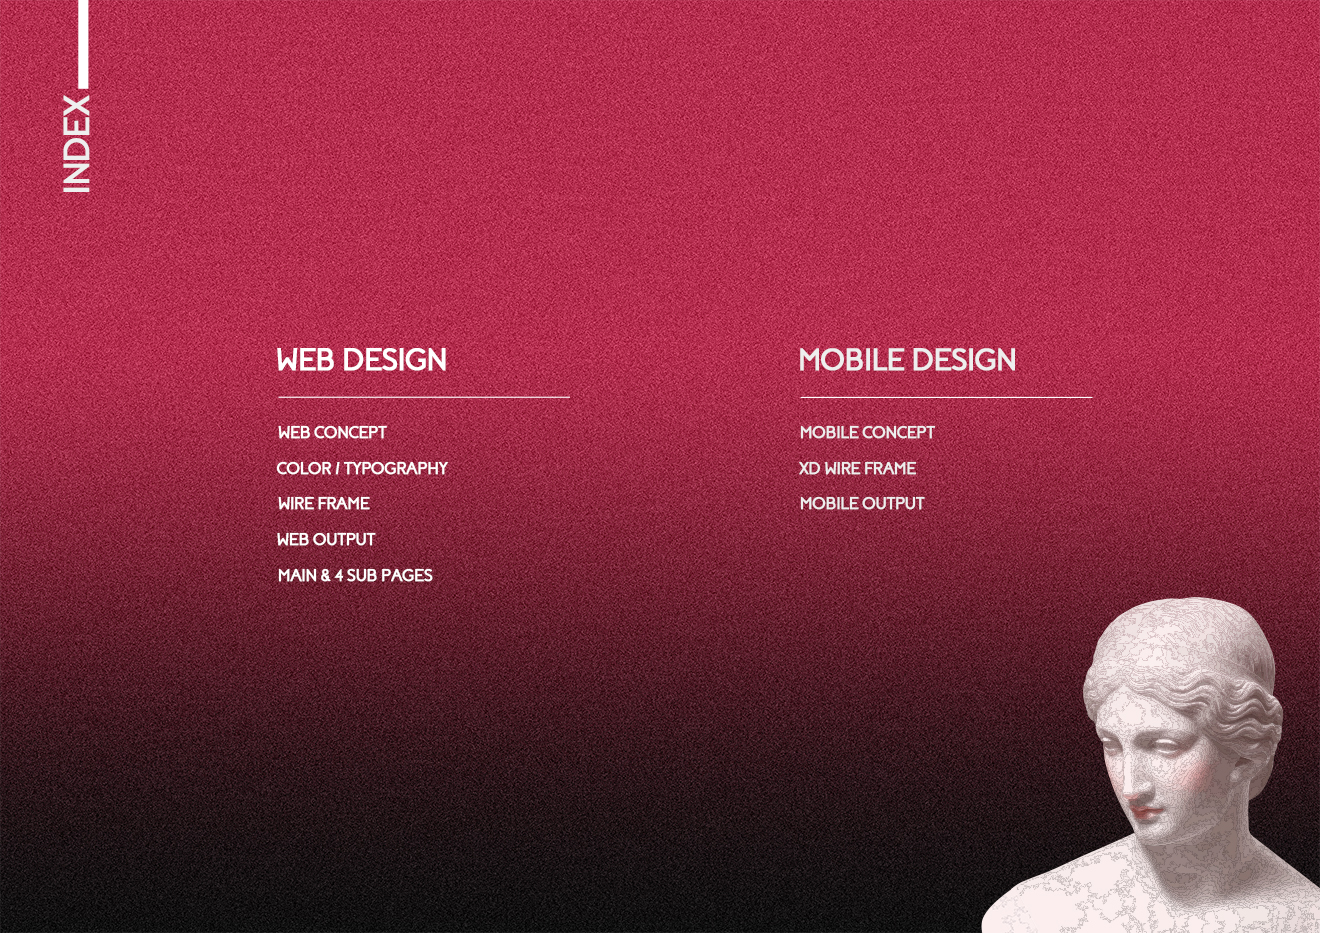 INDEX
WEB DESIGN
WEB CONCEPT
COLOR / TYPOGRAPHY
WIRE FRAME
WEB OUTPUT
MAIN & 4 SUB PAGES
MOBILE DESIGN
MOBILE CONCEPT
XD WIRE FRAME
MOBILE OUTPUT